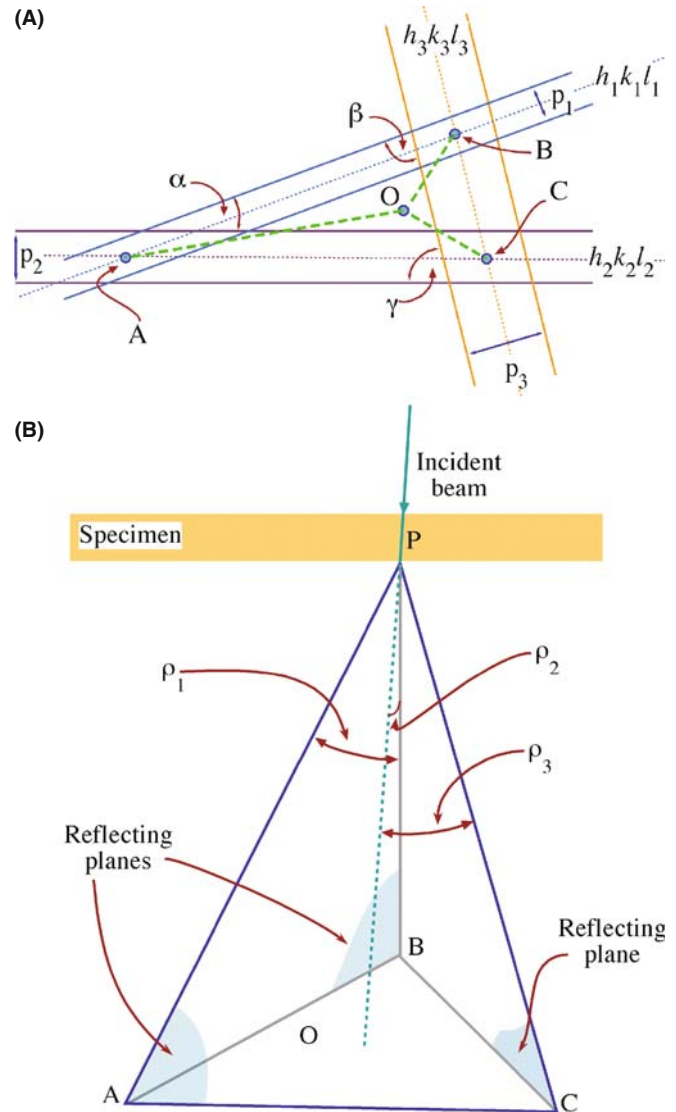 (A)
h₃k₃l₃
h₁k₁l₁
p₁
β
B
α
O
C
p₂
h₂k₂l₂
A
γ
p₃
(B)
Incident
beam
Specimen
P
ρ₁
ρ₂
ρ₃
Reflecting
planes
Reflecting
plane
B
O
A
C